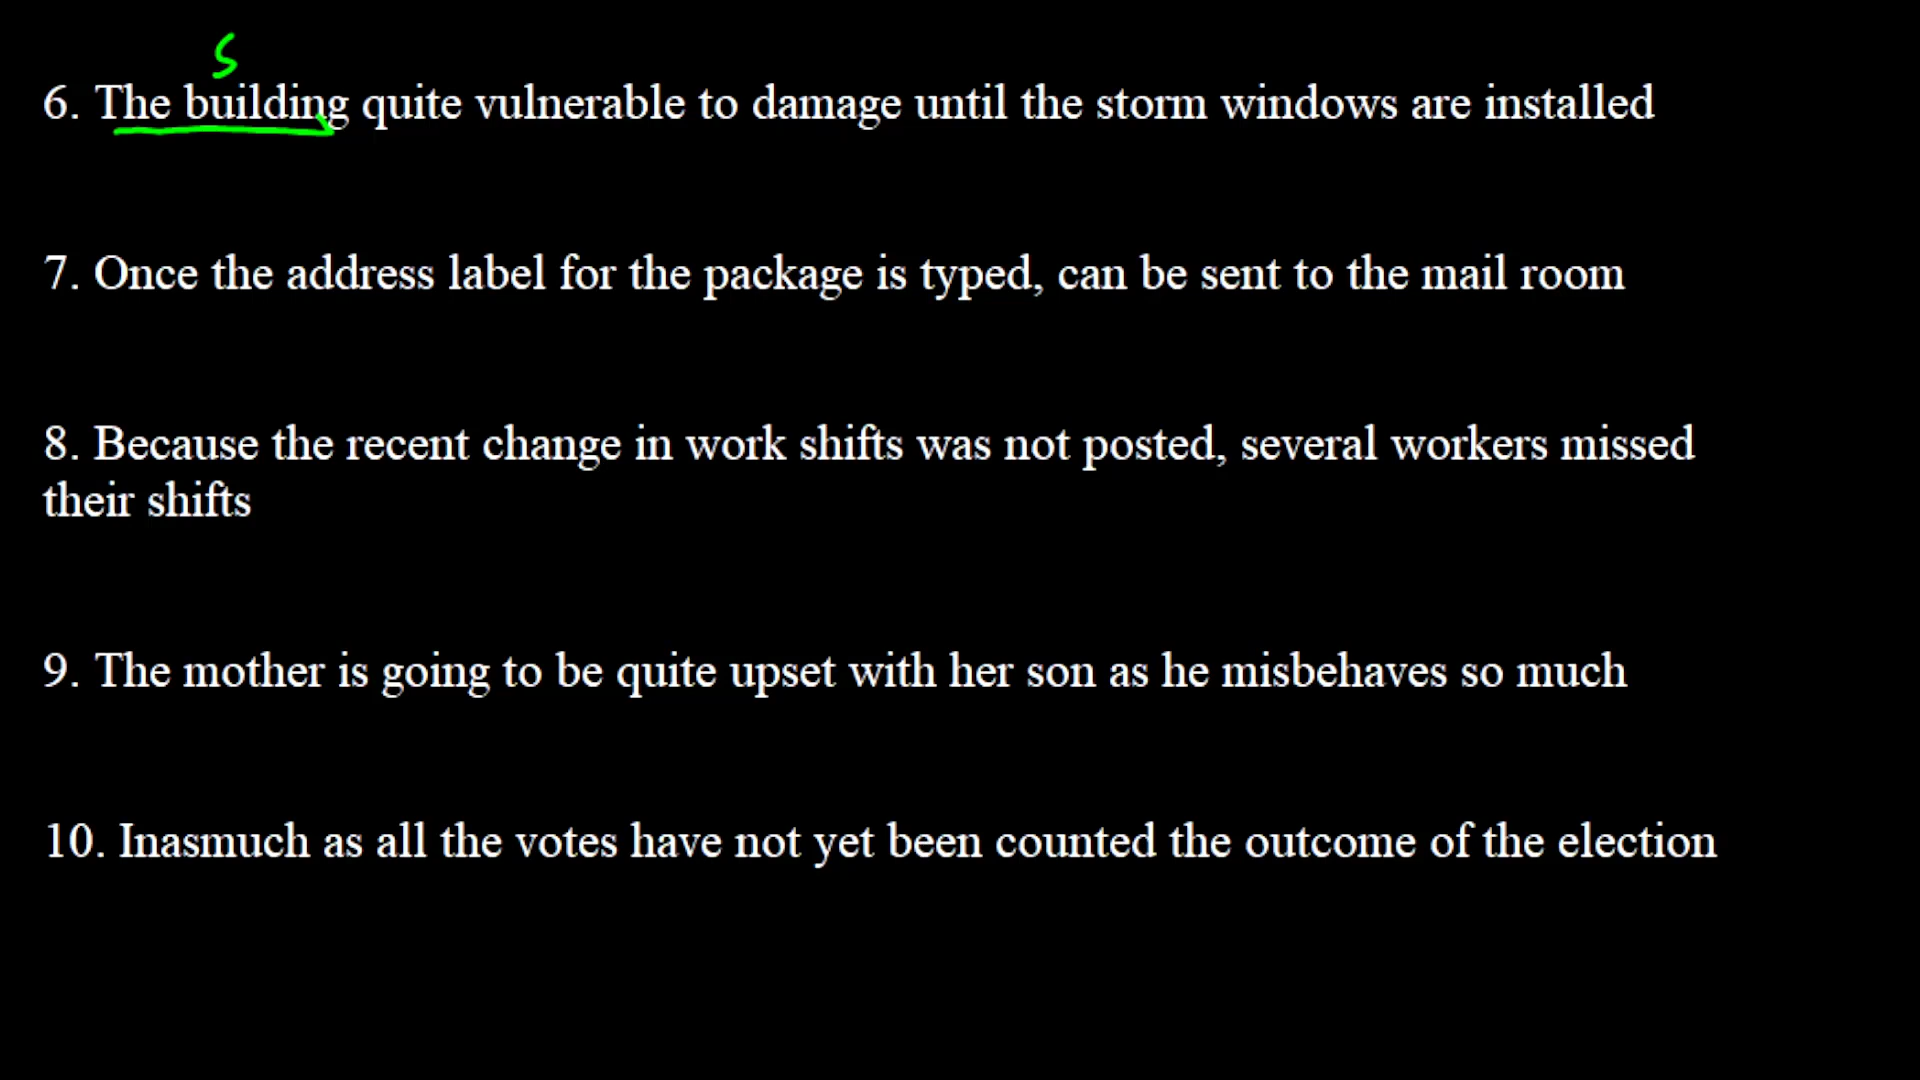 S
6. The building quite vulnerable to damage until the storm windows are installed
7. Once the address label for the package is typed, can be sent to the mail room
8. Because the recent change in work shifts was not posted, several workers missed
their shifts
9. The mother is going to be quite upset with her son as he misbehaves so much
10. Inasmuch as all the votes have not yet been counted the outcome of the election